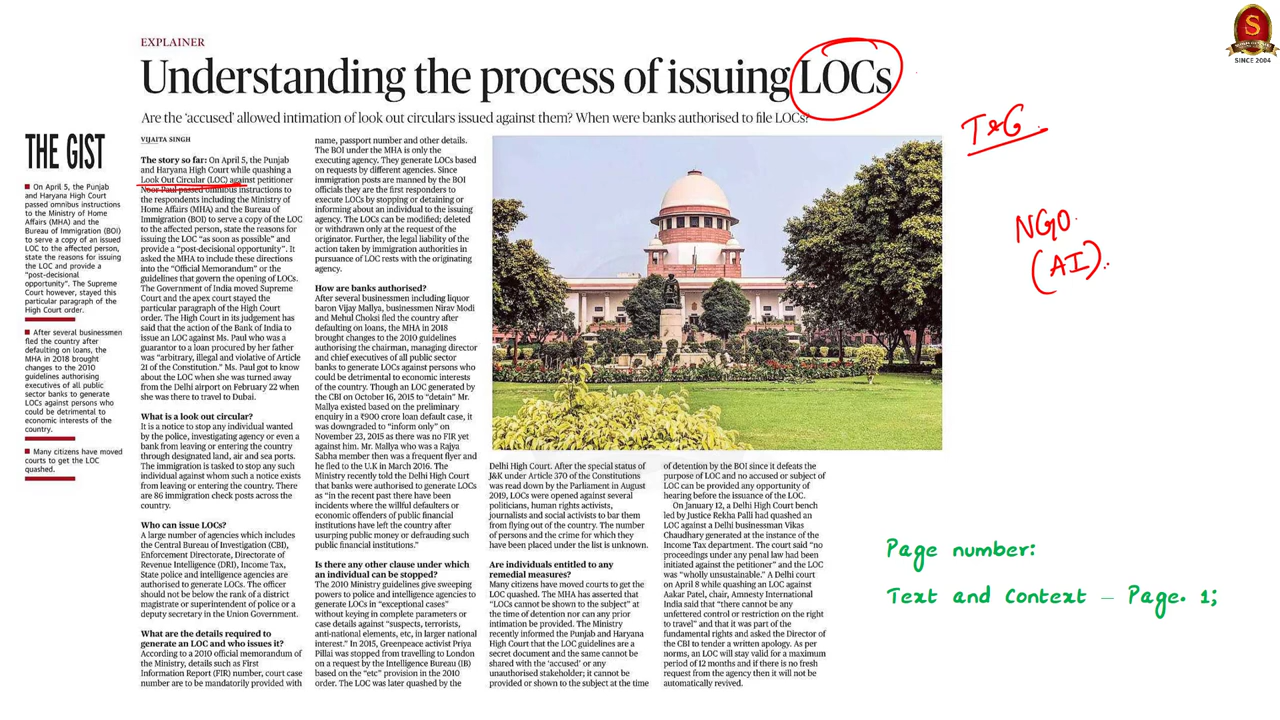 EXPLAINER
Understanding the process of issuing LOCs
Are the 'accused' allowed intimation of look out circulars issued against them? When were banks authorised to file LOCs?
THE GIST
On April 5, the Punjab
and Haryana High Court
passed omnibus instructions
to the Ministry of Home
Affairs (MHA) and the
Bureau of Immigration (BOI)
to serve a copy of an issued
LOC to the affected person,
state the reasons for issuing
the LOC and provide a
"post-decisional
opportunity". The Supreme
Court however, stayed this
particular paragraph of the
High Court order.
After several businessmen
fled the country after
defaulting on loans, the
MHA in 2018 brought
changes to the 2010
guidelines authorising
executives of all public
sector banks to generate
LOCs against persons who
could be detrimental to
economic interests of the
country.
Many citizens have moved
courts to get the LOC
quashed.
VIJAITA SINGH
The story so far: On April 5, the Punjab
and Haryana High Court while quashing a
Look Out Circular (LOC) against petitioner
Noor Paul passed omnious instructions to
the respondents including the Ministry of
Home Affairs (MHA) and the Bureau of
Immigration (BOI) to serve a copy of the LOC
to the affected person, state the reasons for
issuing the LOC "as soon as possible" and
provide a "post-decisional opportunity". It
asked the MHA to include these directions
into the "Official Memorandum" or the
guidelines that govern the opening of LOCs.
The Government of India moved Supreme
Court and the apex court stayed the
particular paragraph of the High Court
order. The High Court in its judgement has
said that the action of the Bank of India to
issue an LOC against Ms. Paul who was a
guarantor to a loan procured by her father
was "arbitrary, illegal and violative of Article
21 of the Constitution." Ms. Paul got to know
about the LOC when she was turned away
from the Delhi airport on February 22 when
she was there to travel to Dubai.
What is a look out circular?
It is a notice to stop any individual wanted
by the police, investigating agency or even a
bank from leaving or entering the country
through designated land, air and sea ports.
The immigration is tasked to stop any such
individual against whom such a notice exists
from leaving or entering the country. There
are 86 immigration check posts across the
country.
Who can issue LOCs?
A large number of agencies which includes
the Central Bureau of Investigation (CBI),
Enforcement Directorate, Directorate of
Revenue Intelligence (DRI), Income Tax,
State police and intelligence agencies are
authorised to generate LOCs. The officer
should not be below the rank of a district
magistrate or superintendent of police or a
deputy secretary in the Union Government.
What are the details required to
generate an LOC and who issues it?
According to a 2010 official memorandum of
the Ministry, details such as First
Information Report (FIR) number, court case
number are to be mandatorily provided with
name, passport number and other details.
The BOI under the MHA is only the
executing agency. They generate LOCs based
on requests by different agencies. Since
immigration posts are manned by the BOI
officials they are the first responders to
execute LOCs by stopping or detaining or
informing about an individual to the issuing
agency. The LOCs can be modified; deleted
or withdrawn only at the request of the
originator. Further, the legal liability of the
action taken by immigration authorities in
pursuance of LOC rests with the originating
agency.
How are banks authorised?
After several businessmen including liquor
baron Vijay Mallya, businessmen Nirav Modi
and Mehul Choksi fled the country after
defaulting on loans, the MHA in 2018
brought changes to the 2010 guidelines
authorising the chairman, managing director
and chief executives of all public sector
banks to generate LOCs against persons who
could be detrimental to economic interests
of the country. Though an LOC generated by
the CBI on October 16, 2015 to "detain" Mr.
Mallya existed based on the preliminary
enquiry in a ₹900 crore loan default case, it
was downgraded to "inform only" on
November 23, 2015 as there was no FIR yet
against him. Mr. Mallya who was a Rajya
Sabha member then was a frequent flyer and
he fled to the U.K in March 2016. The
Ministry recently told the Delhi High Court
that banks were authorised to generate LOCs
as "in the recent past there have been
incidents where the willful defaulters or
economic offenders of public financial
institutions have left the country after
usurping public money or defrauding such
public financial institutions."
Is there any other clause under which
an individual can be stopped?
The 2010 Ministry guidelines give sweeping
powers to police and intelligence agencies to
generate LOCs in "exceptional cases"
without keving in complete parameters or
case details against "suspects, terrorists,
anti-national elements, etc, in larger national
interest." In 2015, Greenpeace activist Priya
Pillai was stopped from travelling to London
on a request by the Intelligence Bureau (IB)
based on the "etc" provision in the 2010
order. The LOC was later quashed by the
Delhi High Court. After the special status of
J&K under Article 370 of the Constitutions
was read down by the Parliament in August
2019, LOCs were opened against several
politicians, human rights activists,
journalists and social activists to bar them
from flying out of the country. The number
of persons and the crime for which they
have been placed under the list is unknown.
Are individuals entitled to any
remedial measures?
Many citizens have moved courts to get the
LOC quashed. The MHA has asserted that
"LOCs cannot be shown to the subject" at
the time of detention nor can any prior
intimation be provided. The Ministry
recently informed the Punjab and Haryana
High Court that the LOC guidelines are a
secret document and the same cannot be
shared with the 'accused' or any
unauthorised stakeholder; it cannot be
provided or shown to the subject at the time
of detention by the BOI since it defeats the
purpose of LOC and no accused or subject of
LOC can be provided any opportunity of
hearing before the issuance of the LOC.
On January 12, a Delhi High Court bench
led by Justice Rekha Palli had quashed an
LOC against a Delhi businessman Vikas
Chaudhary generated at the instance of the
Income Tax department. The court said "no
proceedings under any penal law had been
initiated against the petitioner" and the LOC
was "wholly unsustainable." A Delhi court
on April 8 while quashing an LOC against
Aakar Patel, chair, Amnesty International
India said that "there cannot be any
unfettered control or restriction on the right
to travel" and that it was part of the
fundamental rights and asked the Director of
the CBI to tender a written apology. As per
norms, an LOC will stay valid for a maximum
period of 12 months and if there is no fresh
request from the agency then it will not be
automatically revived.
T&G.
NGO
(AI).
Page number:
Text and Context – Page. 1;
S
SINCE 2004